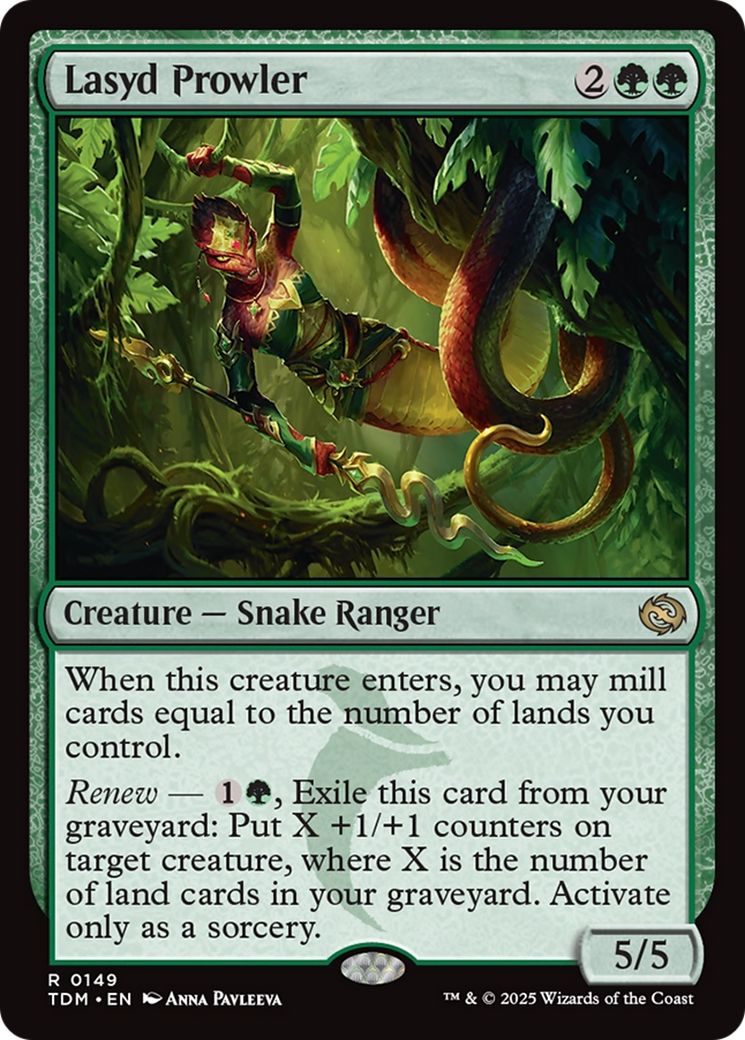 Lasyd Prowler 2
Creature — Snake Ranger
When this creature enters, you may mill
cards equal to the number of lands you
control.
Renew — 1, Exile this card from your
graveyard: Put X +1/+1 counters on
target creature, where X is the number
of land cards in your graveyard. Activate
only as a sorcery.
5/5
R 0149
TDM • EN Anna Pavleeva
™ & © 2025 Wizards of the Coast